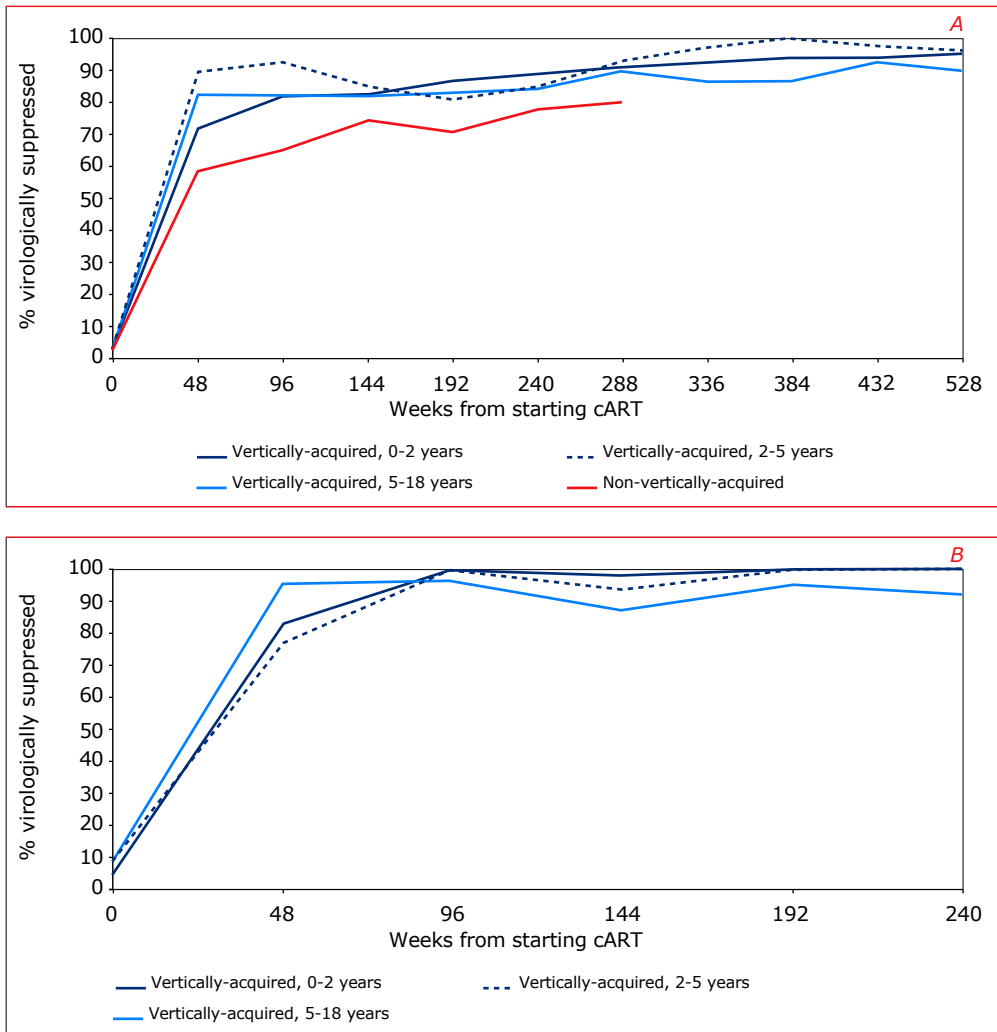 A
100
90
80
70
60
50
40
30
20
10
0
% virologically suppressed
0 48 96 144 192 240 288 336 384 432 528
Weeks from starting cART
Vertically-acquired, 0-2 years Vertically-acquired, 2-5 years
Vertically-acquired, 5-18 years Non-vertically-acquired
B
100
90
80
70
60
50
40
30
20
10
0
% virologically suppressed
0 48 96 144 192 240
Weeks from starting cART
Vertically-acquired, 0-2 years Vertically-acquired, 2-5 years
Vertically-acquired, 5-18 years